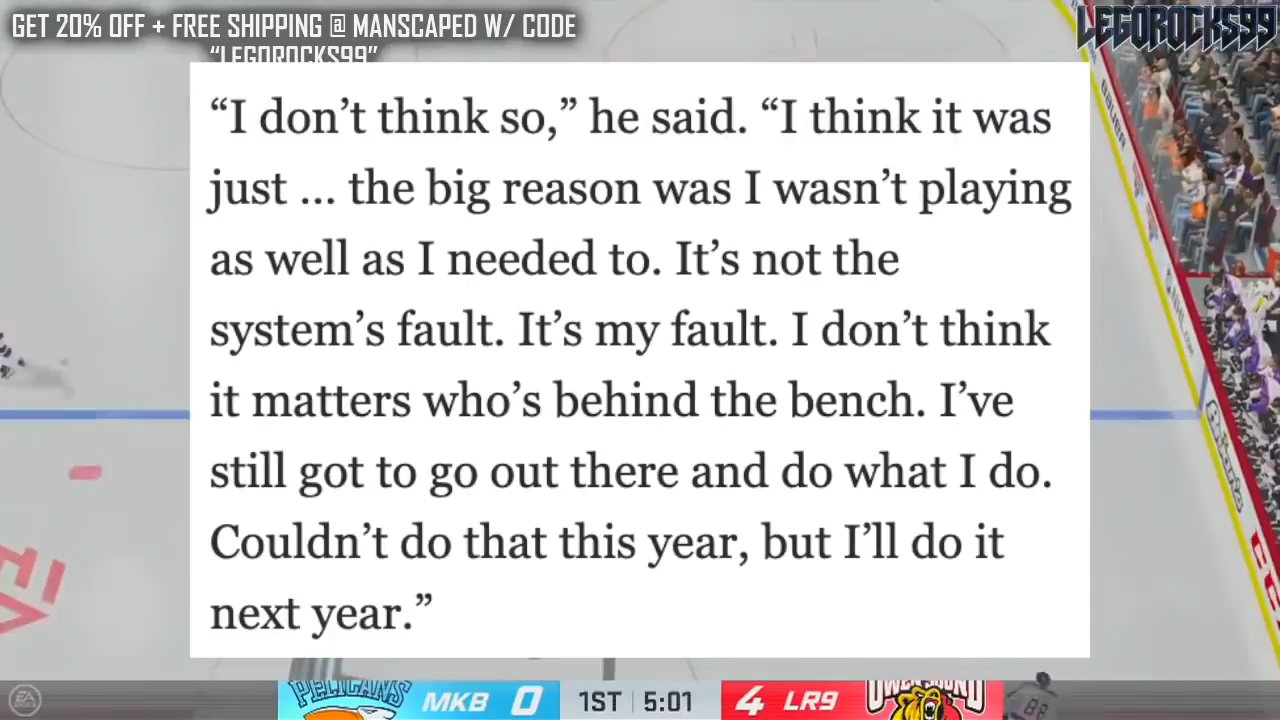 GET 20% OFF + FREE SHIPPING @ MANSCAPED W/ CODE
“LEGOROCKS99”
LEGOROCKS99
“I don’t think so,” he said. “I think it was
just ... the big reason was I wasn’t playing
as well as I needed to. It’s not the
system’s fault. It’s my fault. I don’t think
it matters who’s behind the bench. I’ve
still got to go out there and do what I do.
Couldn’t do that this year, but I’ll do it
next year.”
PELICANS MKB 0 1ST 5:01 4 LR9
EA
88